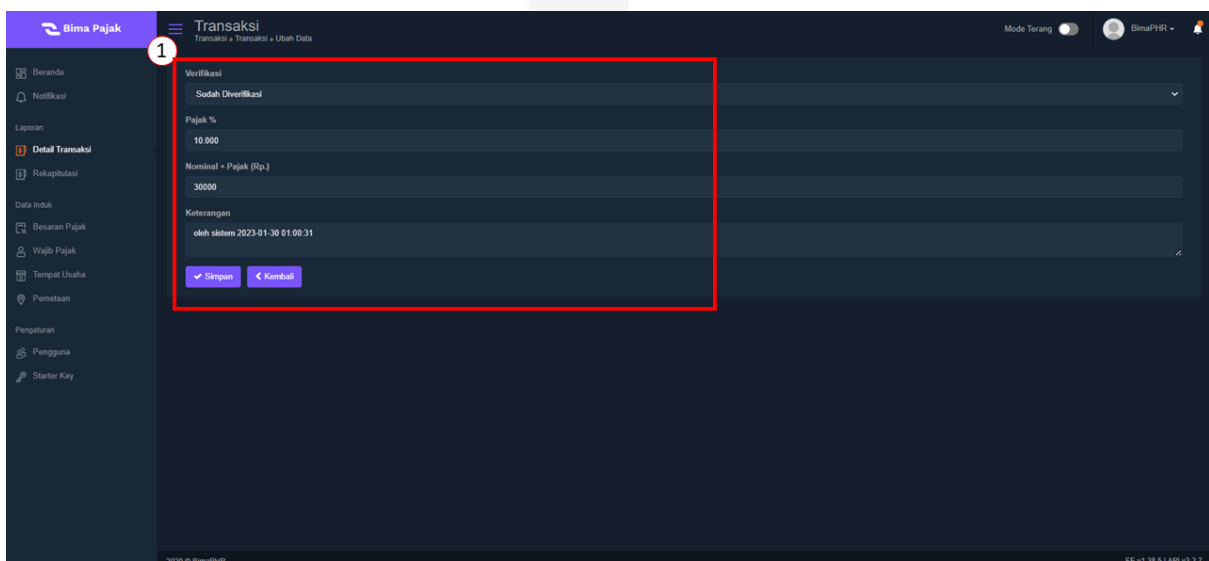 Bima Pajak
Transaksi
Transaksi » Transaksi » Ubah Data
Mode Terang
BimaPHR
1
Beranda
Notifikasi
Laporan
Detail Transaksi
Rekapitulasi
Data Induk
Besaran Pajak
Wajib Pajak
Tempat Usaha
Pemetaan
Pengaturan
Pengguna
Starter Key
Verifikasi
Sudah Diverifikasi
Pajak %
10.000
Nominal + Pajak (Rp.)
30000
Keterangan
oleh sistem 2023-01-30 01:00:31
Simpan
Kembali
2020 © BimaPHR